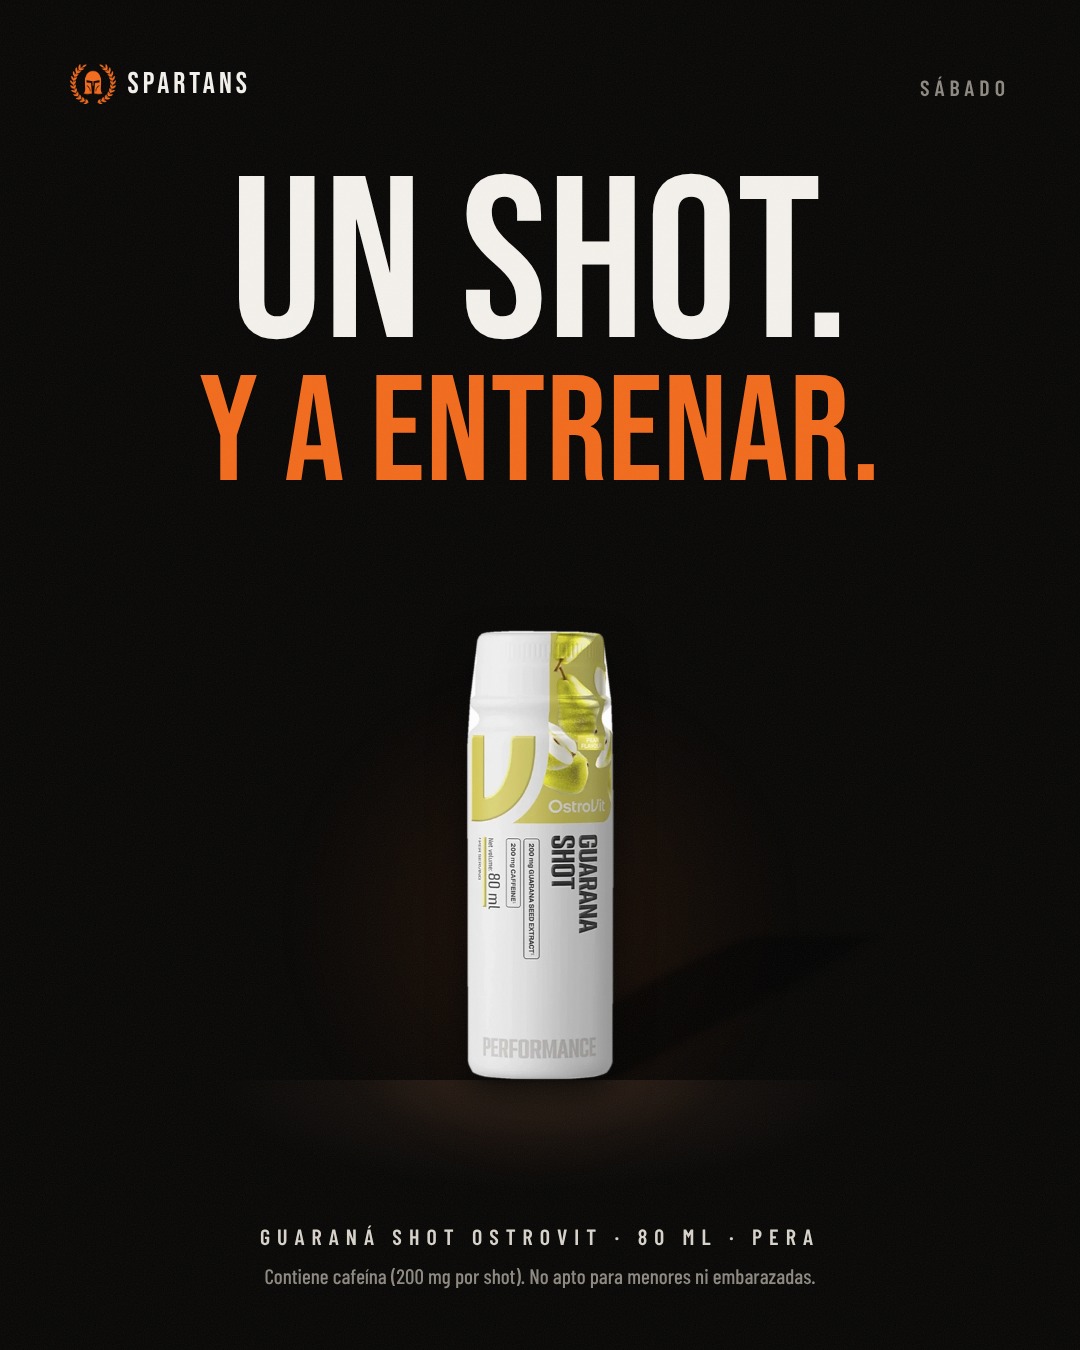 SPARTANS
SÁBADO
UN SHOT.
Y A ENTRENAR.
OstroVit
GUARANA
SHOT
200 mg GUARANA SEED EXTRACT
200 mg CAFFEINE
Net volume: 80 ml
PERFORMANCE
GUARANÁ SHOT OSTROVIT · 80 ML · PERA
Contiene cafeína (200 mg por shot). No apto para menores ni embarazadas.